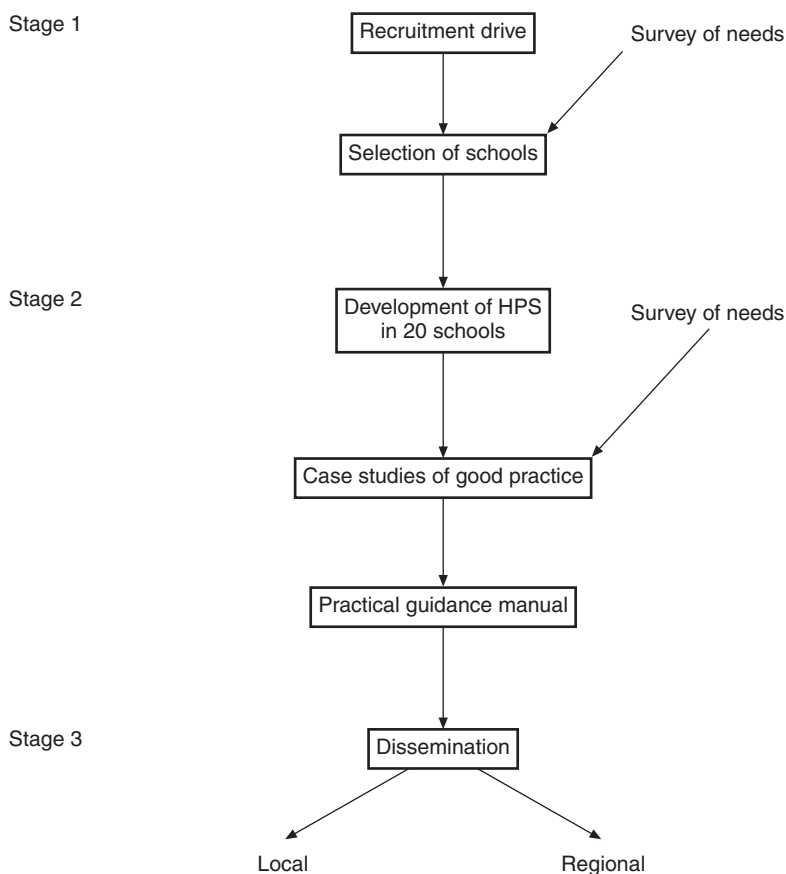 Stage 1
Recruitment drive
Survey of needs
Selection of schools
Stage 2
Development of HPS
in 20 schools
Survey of needs
Case studies of good practice
Practical guidance manual
Stage 3
Dissemination
Local
Regional